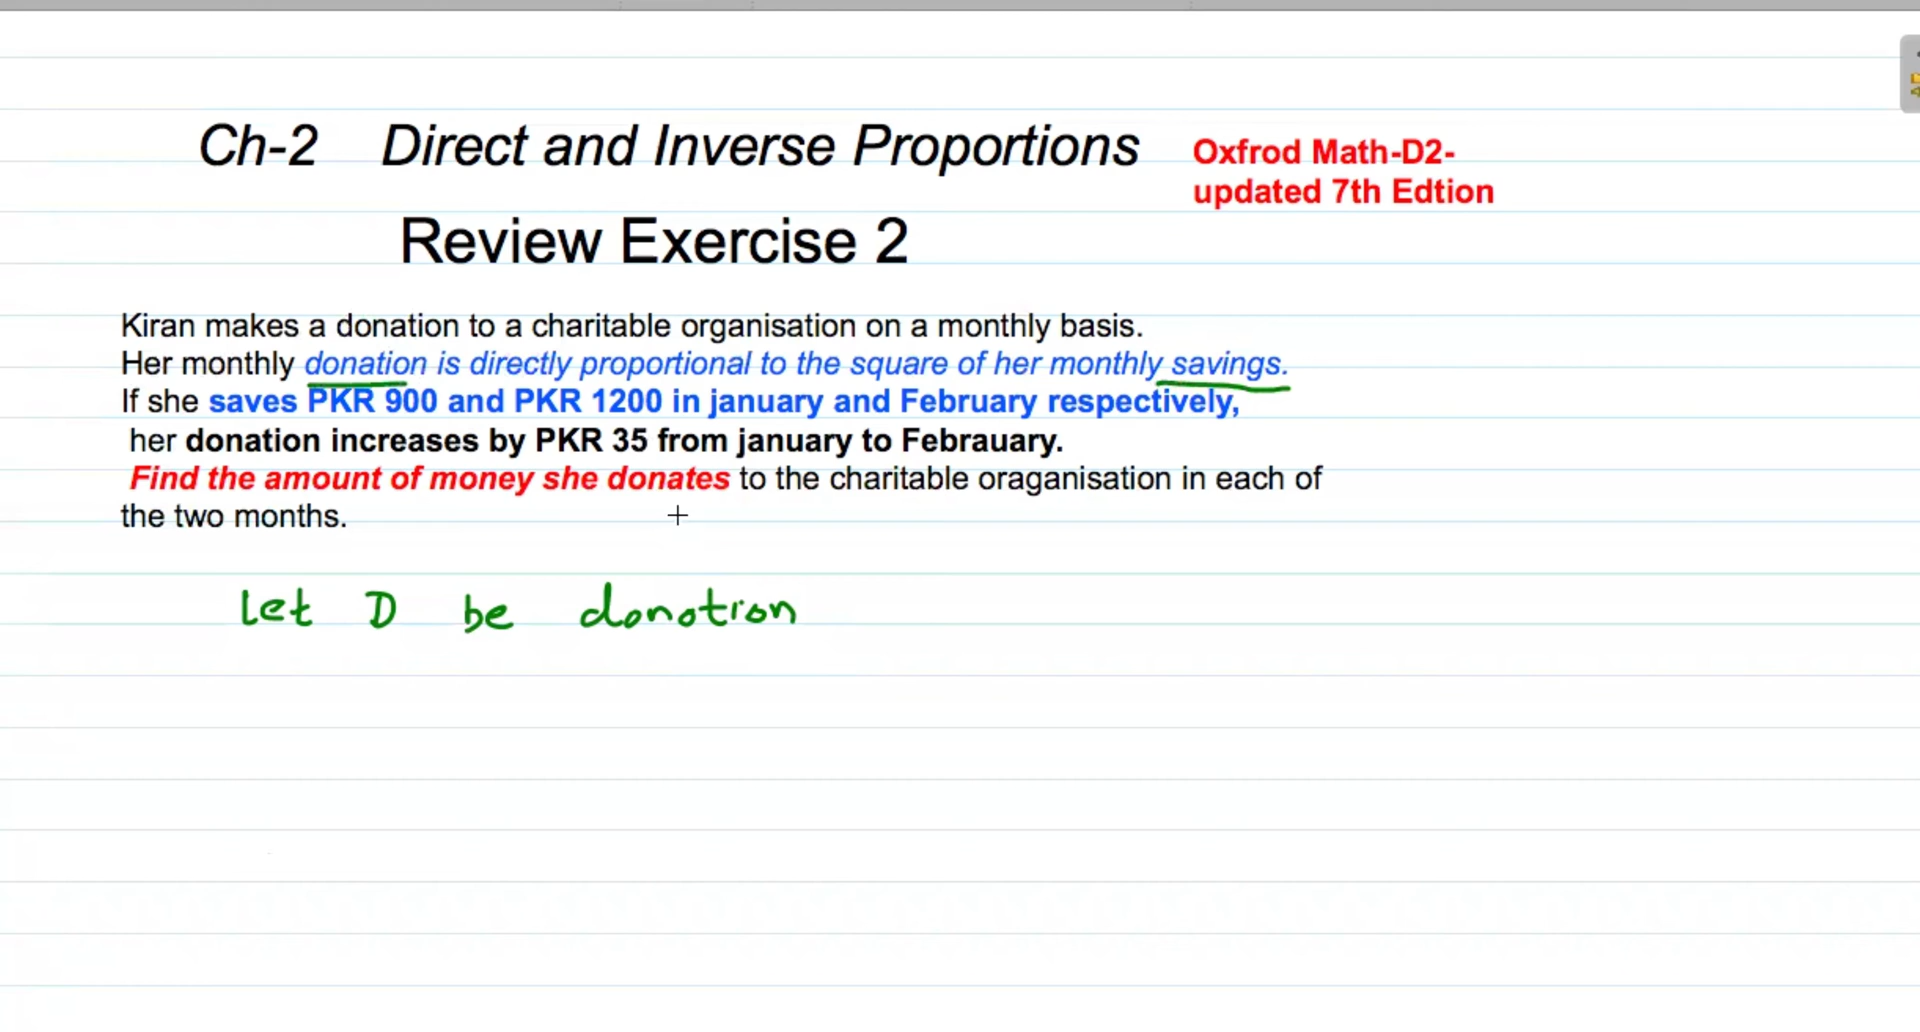 Ch-2 Direct and Inverse Proportions
Oxfrod Math-D2-
updated 7th Edtion
Review Exercise 2
Kiran makes a donation to a charitable organisation on a monthly basis.
Her monthly donation is directly proportional to the square of her monthly savings.
If she saves PKR 900 and PKR 1200 in january and February respectively,
her donation increases by PKR 35 from january to Febrauary.
Find the amount of money she donates to the charitable oraganisation in each of
the two months.
Let D be donotion